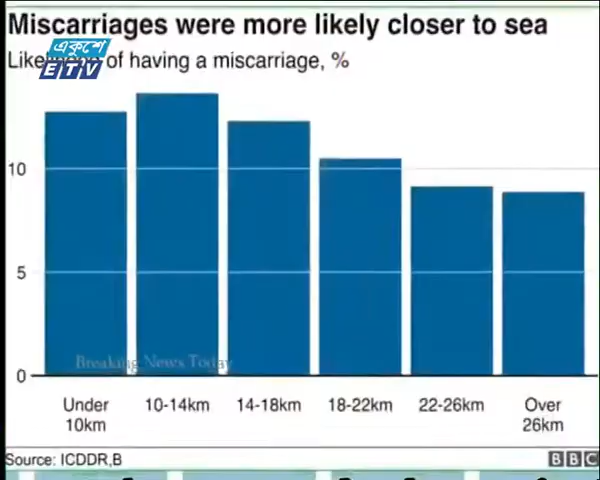 Miscarriages were more likely closer to sea
একুশে
ETV
of having a miscarriage, %
10
5
0
Breaking News Today
Under 10-14km 14-18km 18-22km 22-26km Over
10km 26km
Source: ICDDR,B BBC